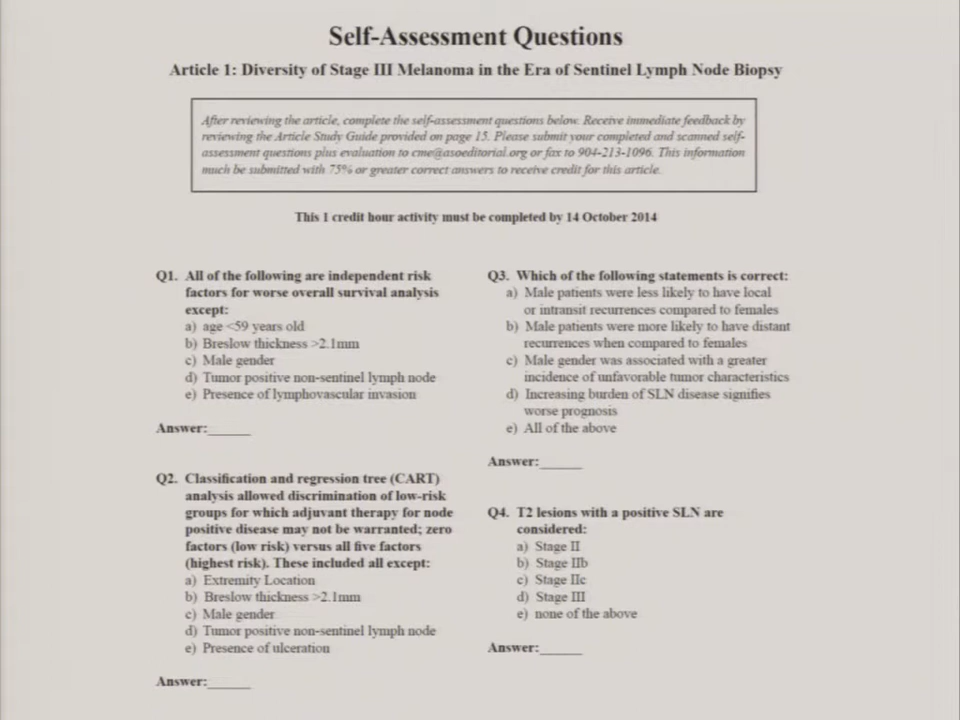 Self-Assessment Questions
Article 1: Diversity of Stage III Melanoma in the Era of Sentinel Lymph Node Biopsy
After reviewing the article, complete the self-assessment questions below. Receive immediate feedback by
reviewing the Article Study Guide provided on page 15. Please submit your completed and scanned self-
assessment questions plus evaluation to cme@asoeditorial.org or fax to 904-213-1096. This information
much be submitted with 75% or greater correct answers to receive credit for this article.
This 1 credit hour activity must be completed by 14 October 2014
Q1. All of the following are independent risk
factors for worse overall survival analysis
except:
a) age <59 years old
b) Breslow thickness >2.1mm
c) Male gender
d) Tumor positive non-sentinel lymph node
e) Presence of lymphovascular invasion
Answer:______
Q2. Classification and regression tree (CART)
analysis allowed discrimination of low-risk
groups for which adjuvant therapy for node
positive disease may not be warranted; zero
factors (low risk) versus all five factors
(highest risk). These included all except:
a) Extremity Location
b) Breslow thickness >2.1mm
c) Male gender
d) Tumor positive non-sentinel lymph node
e) Presence of ulceration
Answer:______
Q3. Which of the following statements is correct:
a) Male patients were less likely to have local
or intransit recurrences compared to females
b) Male patients were more likely to have distant
recurrences when compared to females
c) Male gender was associated with a greater
incidence of unfavorable tumor characteristics
d) Increasing burden of SLN disease signifies
worse prognosis
e) All of the above
Answer:______
Q4. T2 lesions with a positive SLN are
considered:
a) Stage II
b) Stage IIb
c) Stage IIc
d) Stage III
e) none of the above
Answer:______